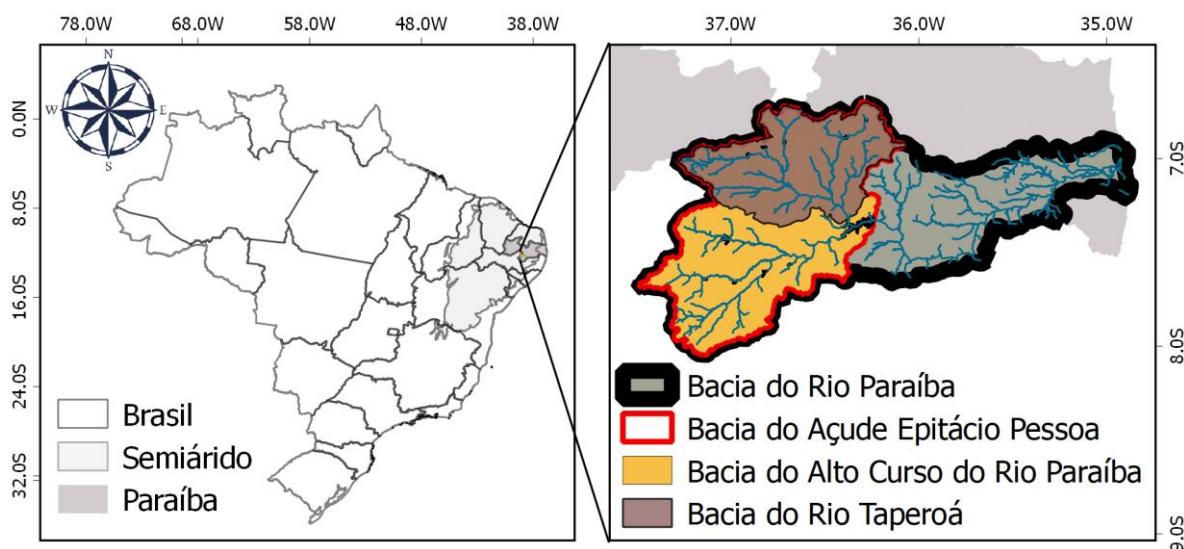 78.0W 68.0W 58.0W 48.0W 38.0W
37.0W 36.0W 35.0W
N
W E
S
0.0N
8.0S
16.0S
24.0S
32.0S
7.0S
8.0S
9.0S
Brasil
Semiárido
Paraíba
Bacia do Rio Paraíba
Bacia do Açude Epitácio Pessoa
Bacia do Alto Curso do Rio Paraíba
Bacia do Rio Taperoá